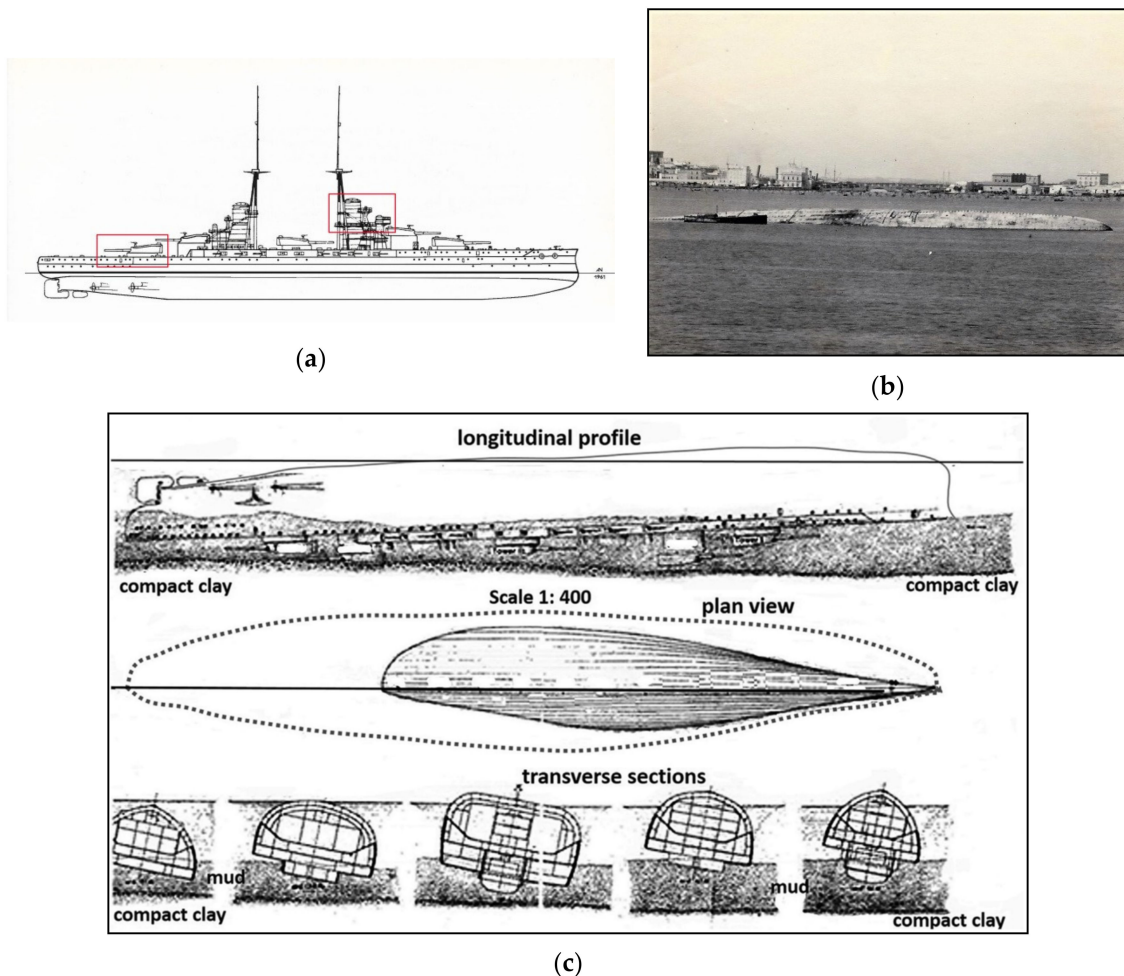 (a)
(b)
longitudinal profile
compact clay
compact clay
Scale 1: 400
plan view
transverse sections
mud
mud
compact clay
compact clay
(c)